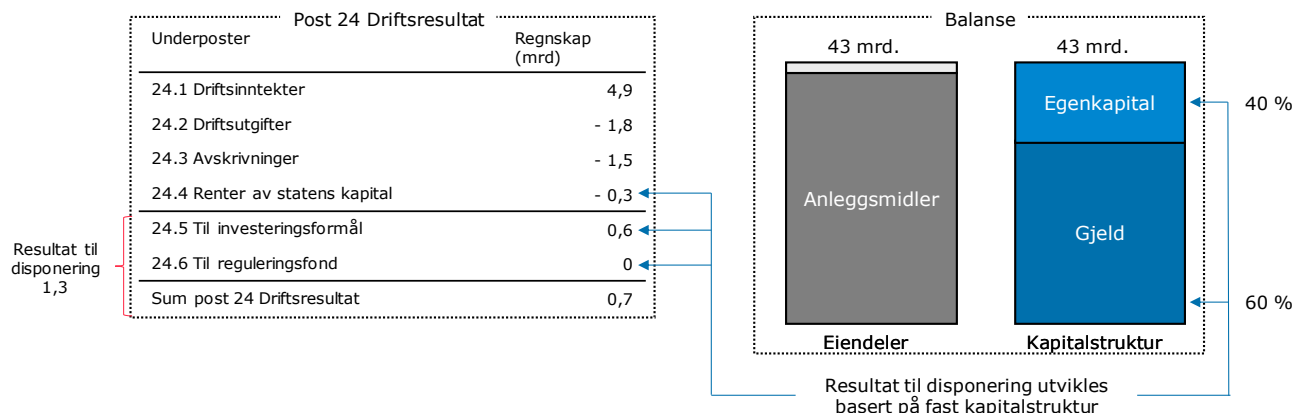 Post 24 Driftsresultat
Underposter Regnskap
(mrd)
24.1 Driftsinntekter 4,9
24.2 Driftsutgifter - 1,8
24.3 Avskrivninger - 1,5
24.4 Renter av statens kapital - 0,3
24.5 Til investeringsformål 0,6
24.6 Til reguleringsfond 0
Sum post 24 Driftsresultat 0,7
Resultat til
disponering
1,3
Balanse
43 mrd. 43 mrd.
Egenkapital
40 %
Anleggsmidler
Gjeld
60 %
Eiendeler Kapitalstruktur
Resultat til disponering utvikles
basert på fast kapitalstruktur